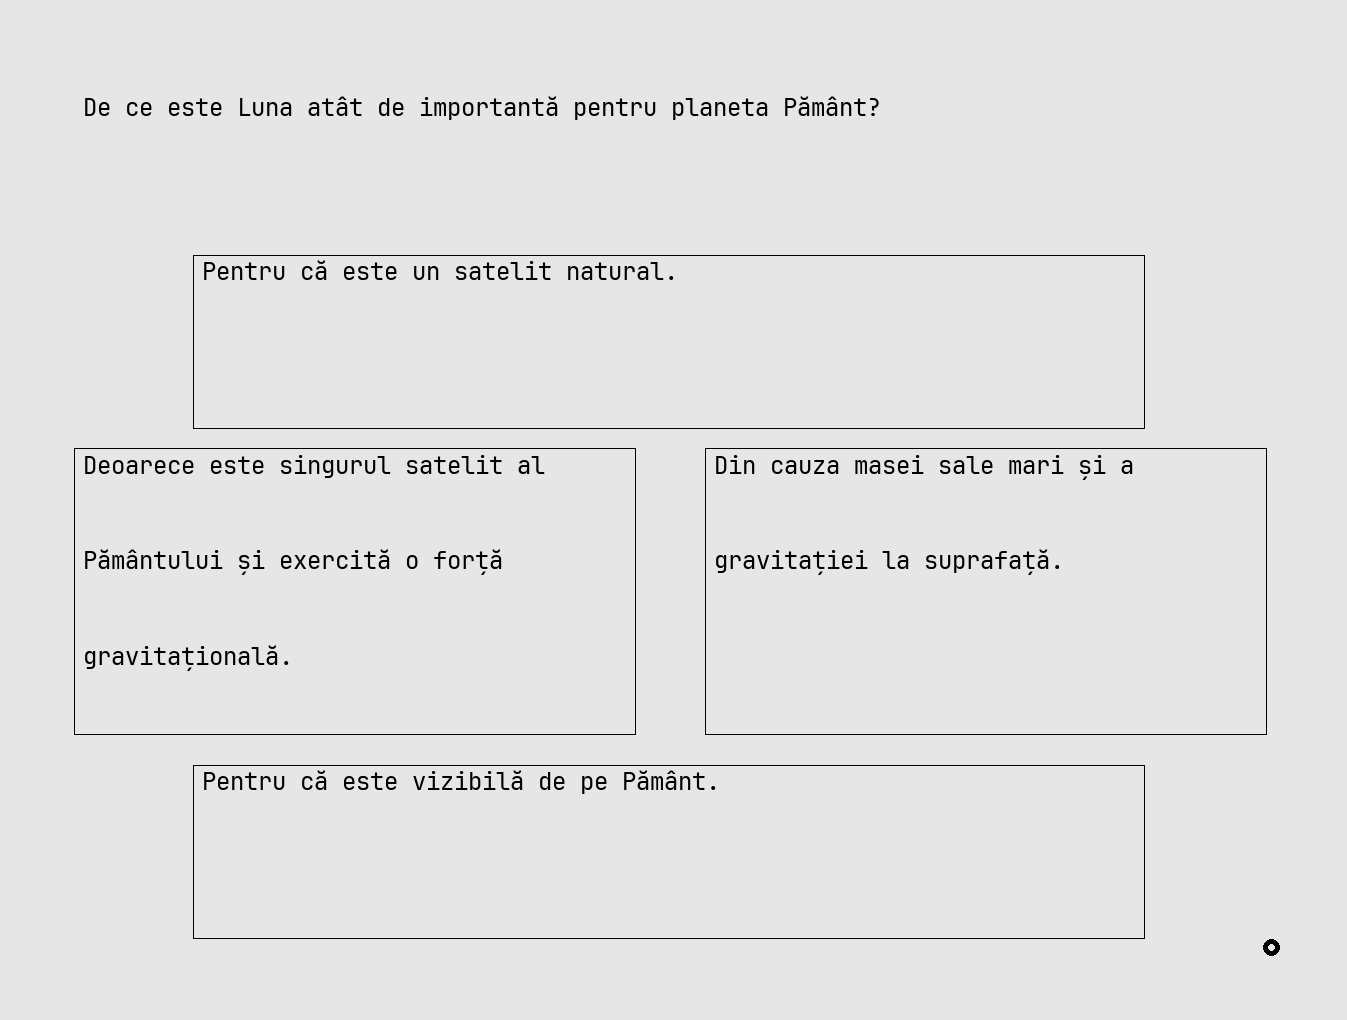 De ce este Luna atât de importantă pentru planeta Pământ?
Pentru că este un satelit natural.
Deoarece este singurul satelit al
Pământului și exercită o forță
gravitațională.
Din cauza masei sale mari și a
gravitației la suprafață.
Pentru că este vizibilă de pe Pământ.